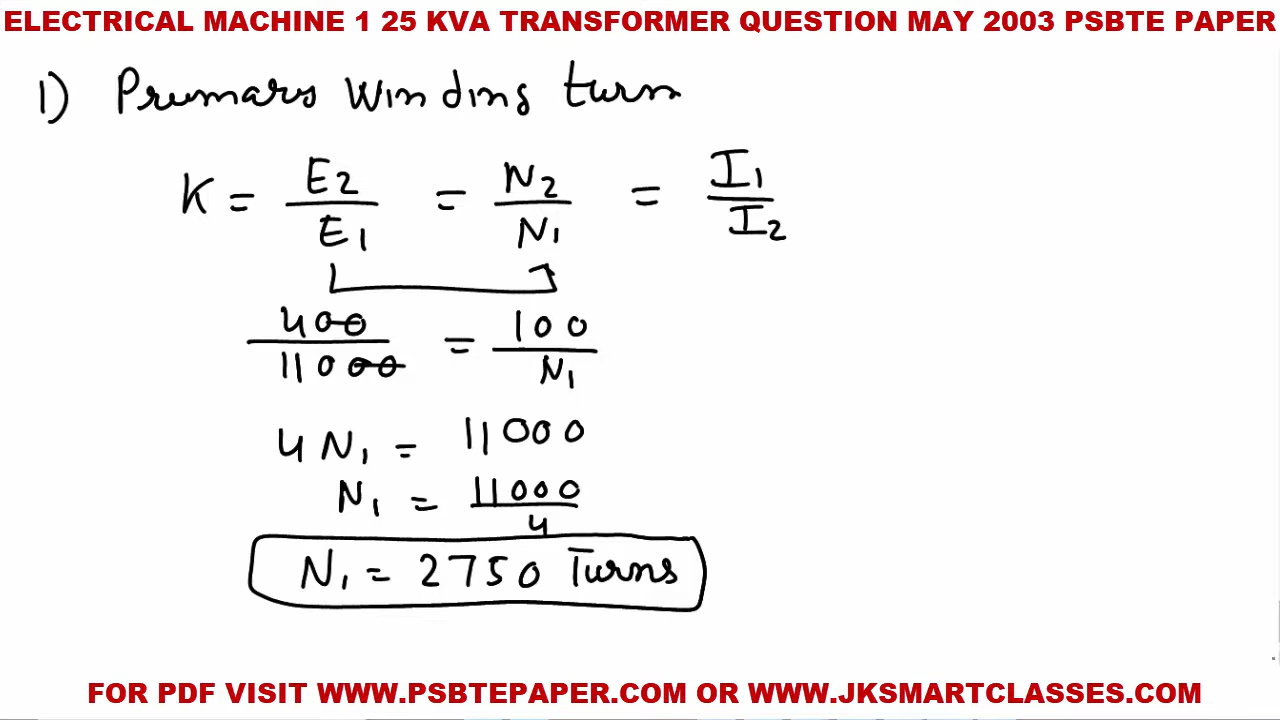 ELECTRICAL MACHINE 1 25 KVA TRANSFORMER QUESTION MAY 2003 PSBTE PAPER
1) Primary winding turn
K = E2/E1 = N2/N1 = I1/I2
400/11000 = 100/N1
4N1 = 11000
N1 = 11000/4
N1 = 2750 Turns
FOR PDF VISIT WWW.PSBTEPAPER.COM OR WWW.JKSMARTCLASSES.COM